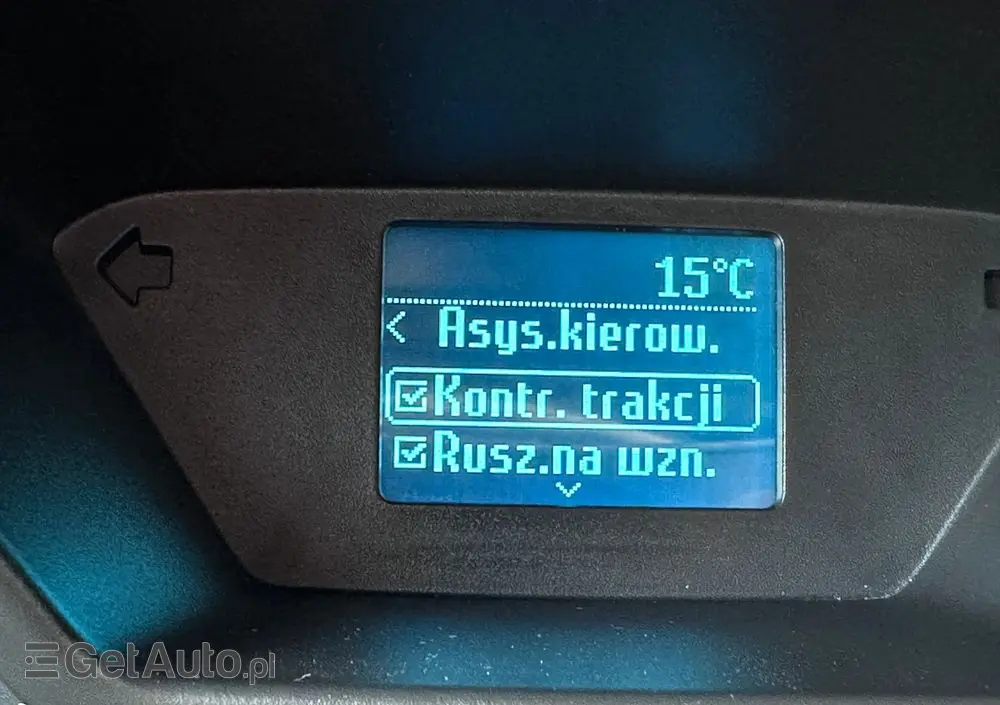 15°C
< Asys.kierow.
Kontr. trakcji
Rusz.na wzn.
GetAuto.pl